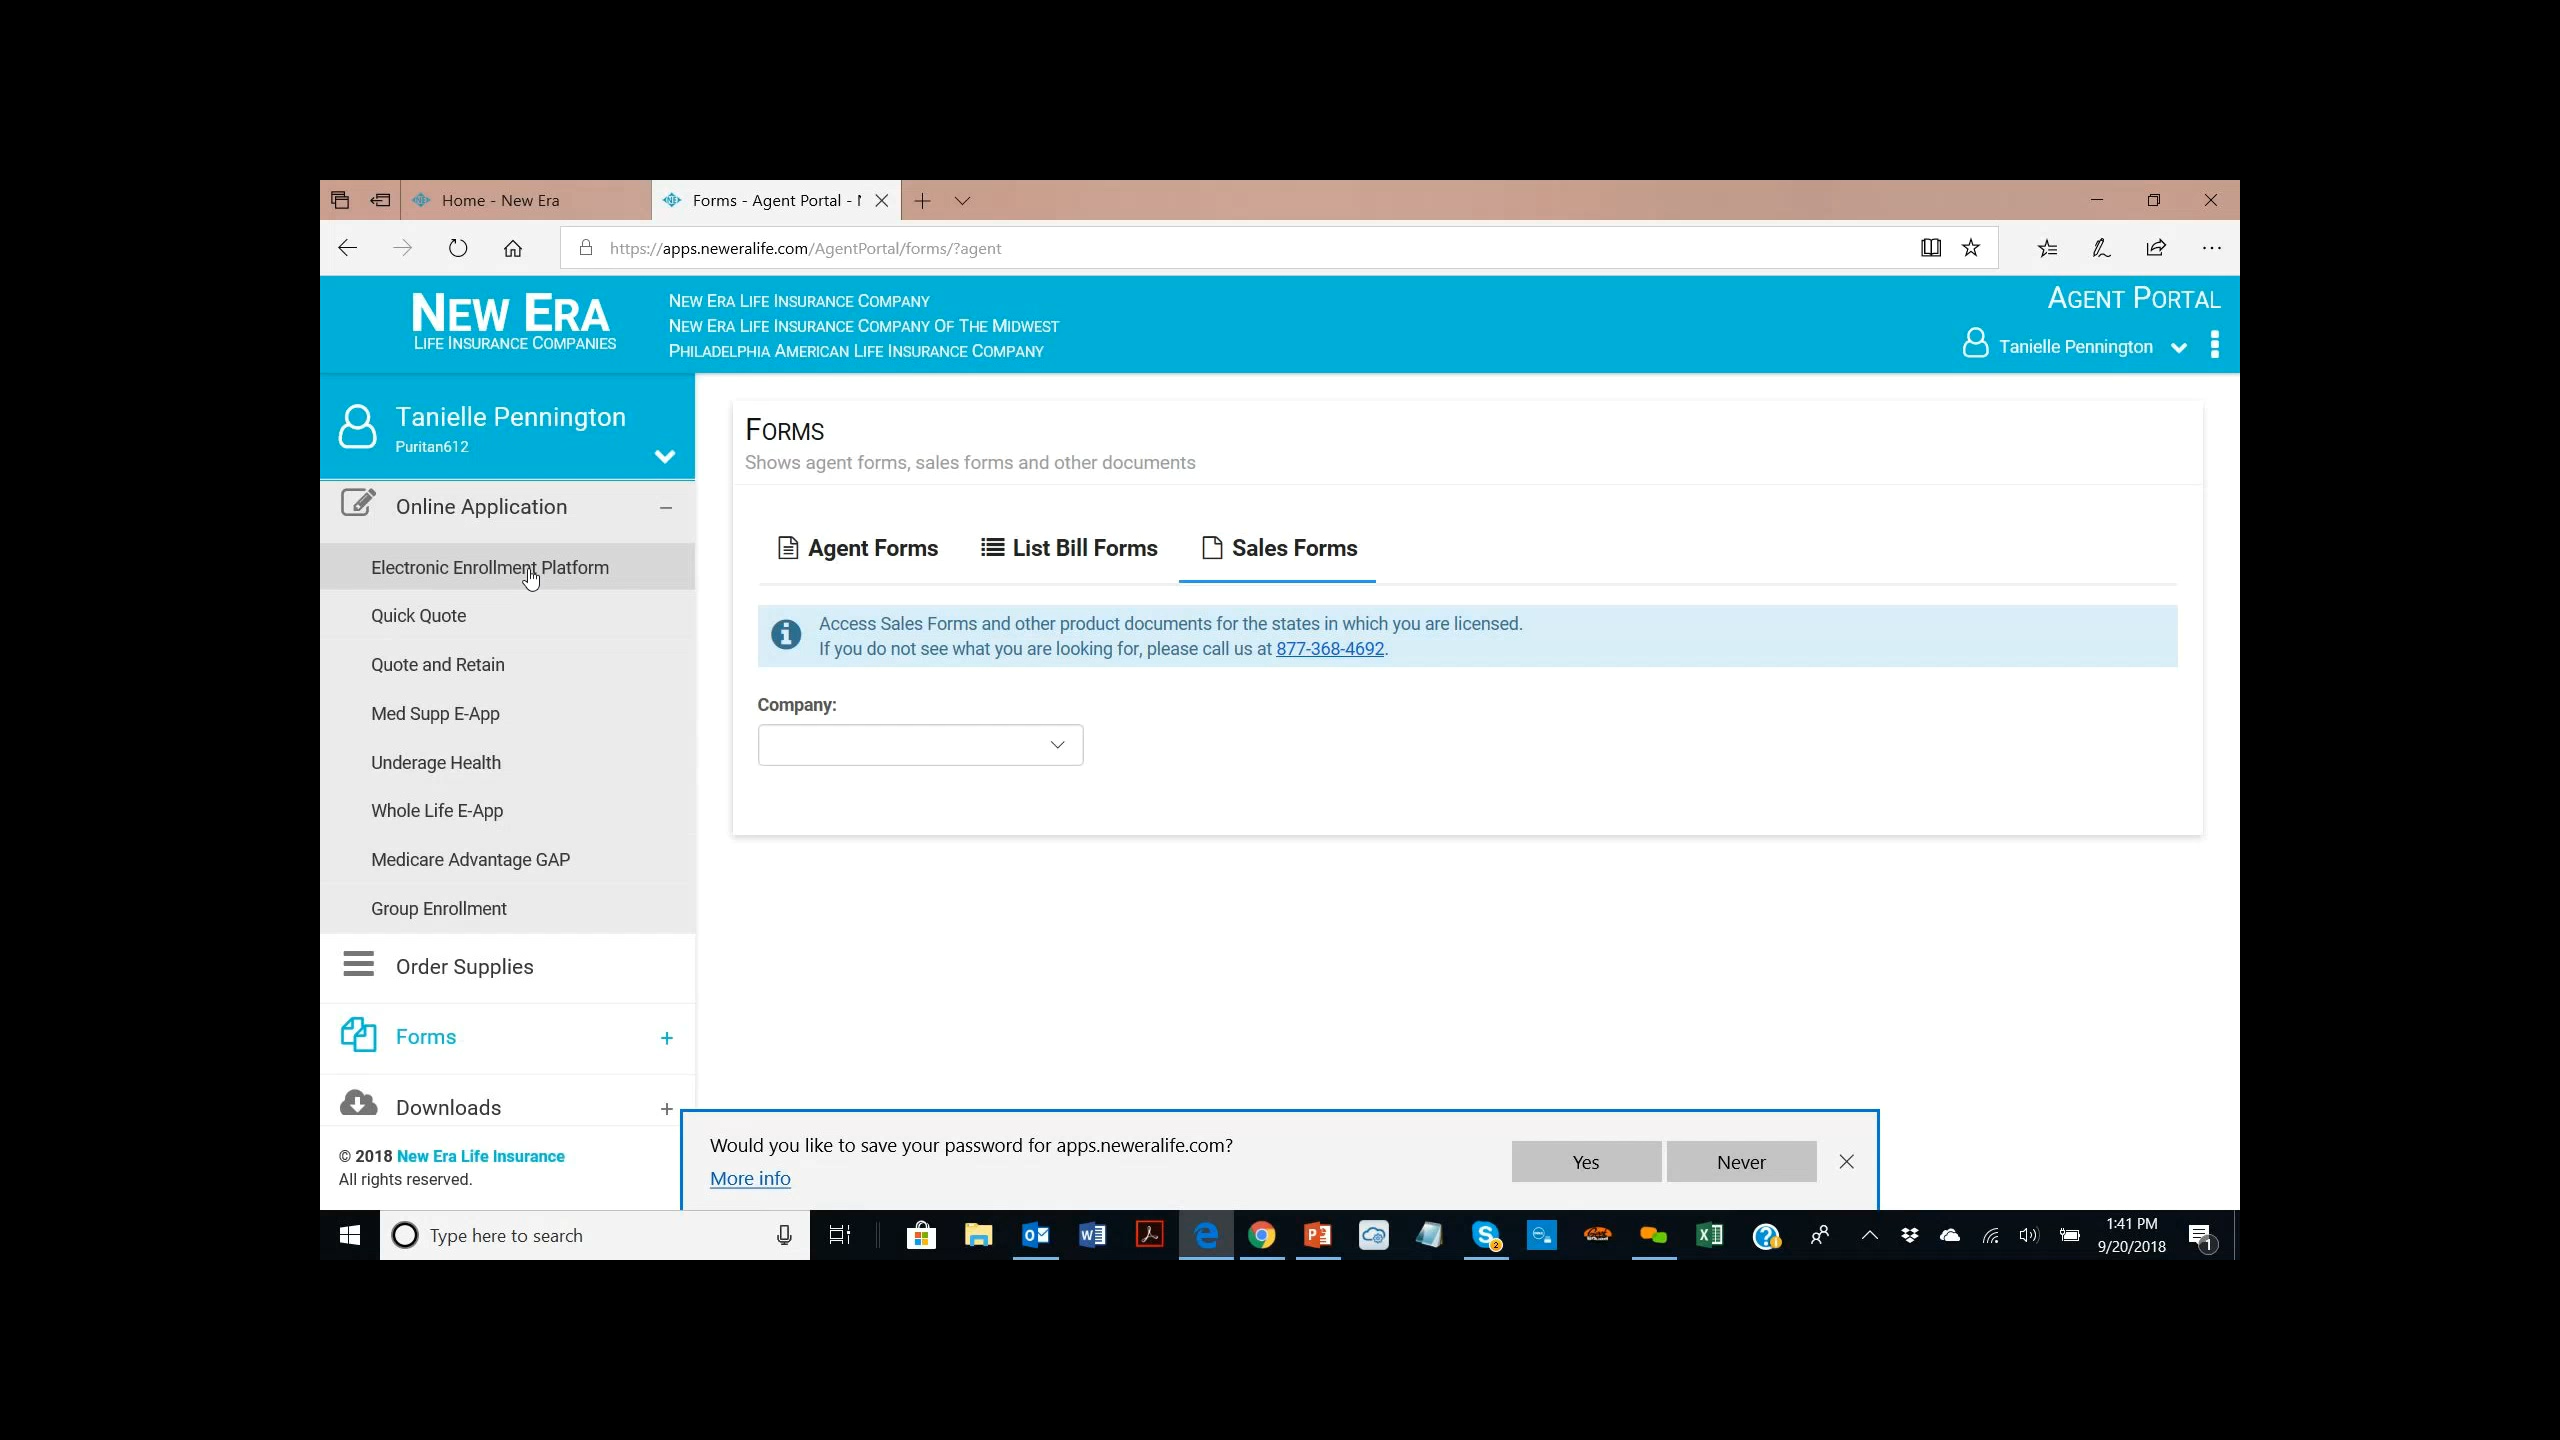 Home - New Era
Forms - Agent Portal - N
https://apps.neweralife.com/AgentPortal/forms/?agent
NEW ERA
LIFE INSURANCE COMPANIES
NEW ERA LIFE INSURANCE COMPANY
NEW ERA LIFE INSURANCE COMPANY OF THE MIDWEST
PHILADELPHIA AMERICAN LIFE INSURANCE COMPANY
AGENT PORTAL
Tanielle Pennington
Tanielle Pennington
Puritan612
Online Application
Electronic Enrollment Platform
Quick Quote
Quote and Retain
Med Supp E-App
Underage Health
Whole Life E-App
Medicare Advantage GAP
Group Enrollment
Order Supplies
Forms
Downloads
© 2018 New Era Life Insurance
All rights reserved.
FORMS
Shows agent forms, sales forms and other documents
Agent Forms
List Bill Forms
Sales Forms
Access Sales Forms and other product documents for the states in which you are licensed.
If you do not see what you are looking for, please call us at 877-368-4692.
Company:
Would you like to save your password for apps.neweralife.com?
More info
Yes
Never
Type here to search
1:41 PM
9/20/2018
1